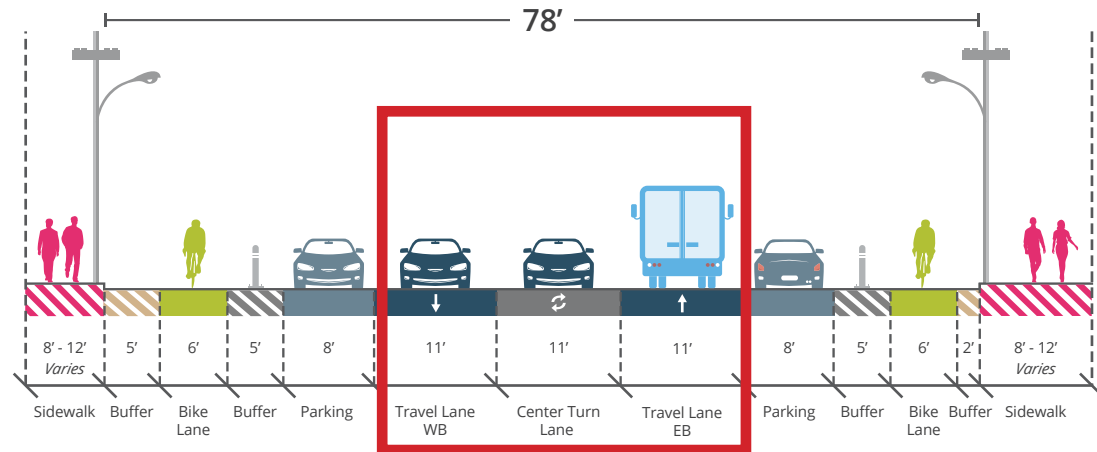 78’
8’ - 12’
Varies
5’
6’
5’
8’
11’
11’
11’
8’
5’
6’
2’
8’ - 12’
Varies
Sidewalk
Buffer
Bike
Lane
Buffer
Parking
Travel Lane
WB
Center Turn
Lane
Travel Lane
EB
Parking
Buffer
Bike
Lane
Buffer
Sidewalk